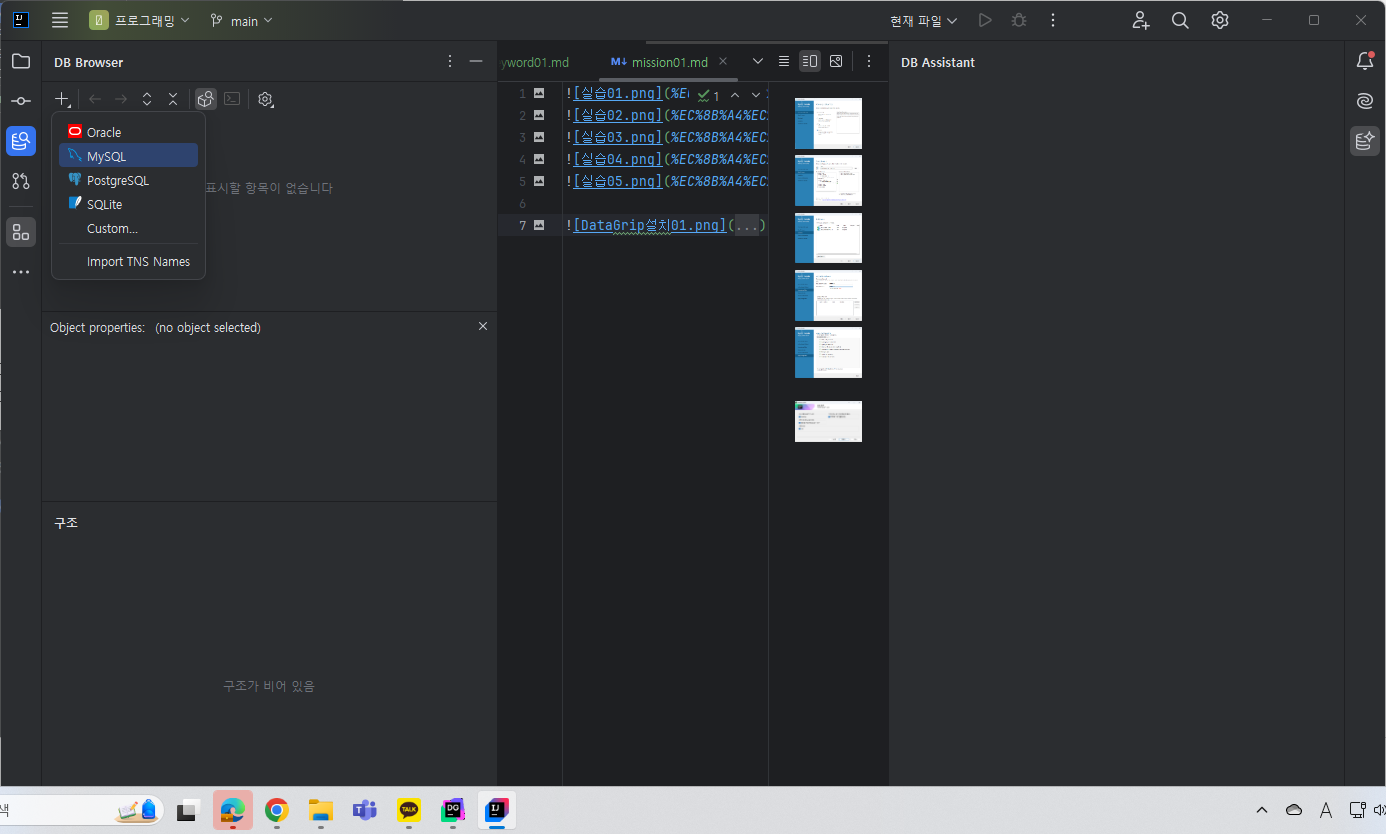 프로그래밍
main
현재 파일
DB Browser
yword01.md
M↓ mission01.md
DB Assistant
Oracle
MySQL
PostgreSQL
SQLite
Custom...
Import TNS Names
표시할 항목이 없습니다
1 ![실습01.png](%E
1
2 ![실습02.png](%EC%8B%A4%EC
3 ![실습03.png](%EC%8B%A4%EC
4 ![실습04.png](%EC%8B%A4%EC
5 ![실습05.png](%EC%8B%A4%EC
6
7 ![DataGrip설치01.png](...)
Object properties: (no object selected)
구조
구조가 비어 있음
색
TALK
DG
IJ
A